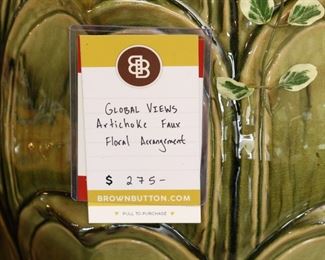 BB
GLOBAL VIEWS
Artichoke Faux
Floral Arrangement
$ 275-
BROWNBUTTON.COM
PULL TO PURCHASE